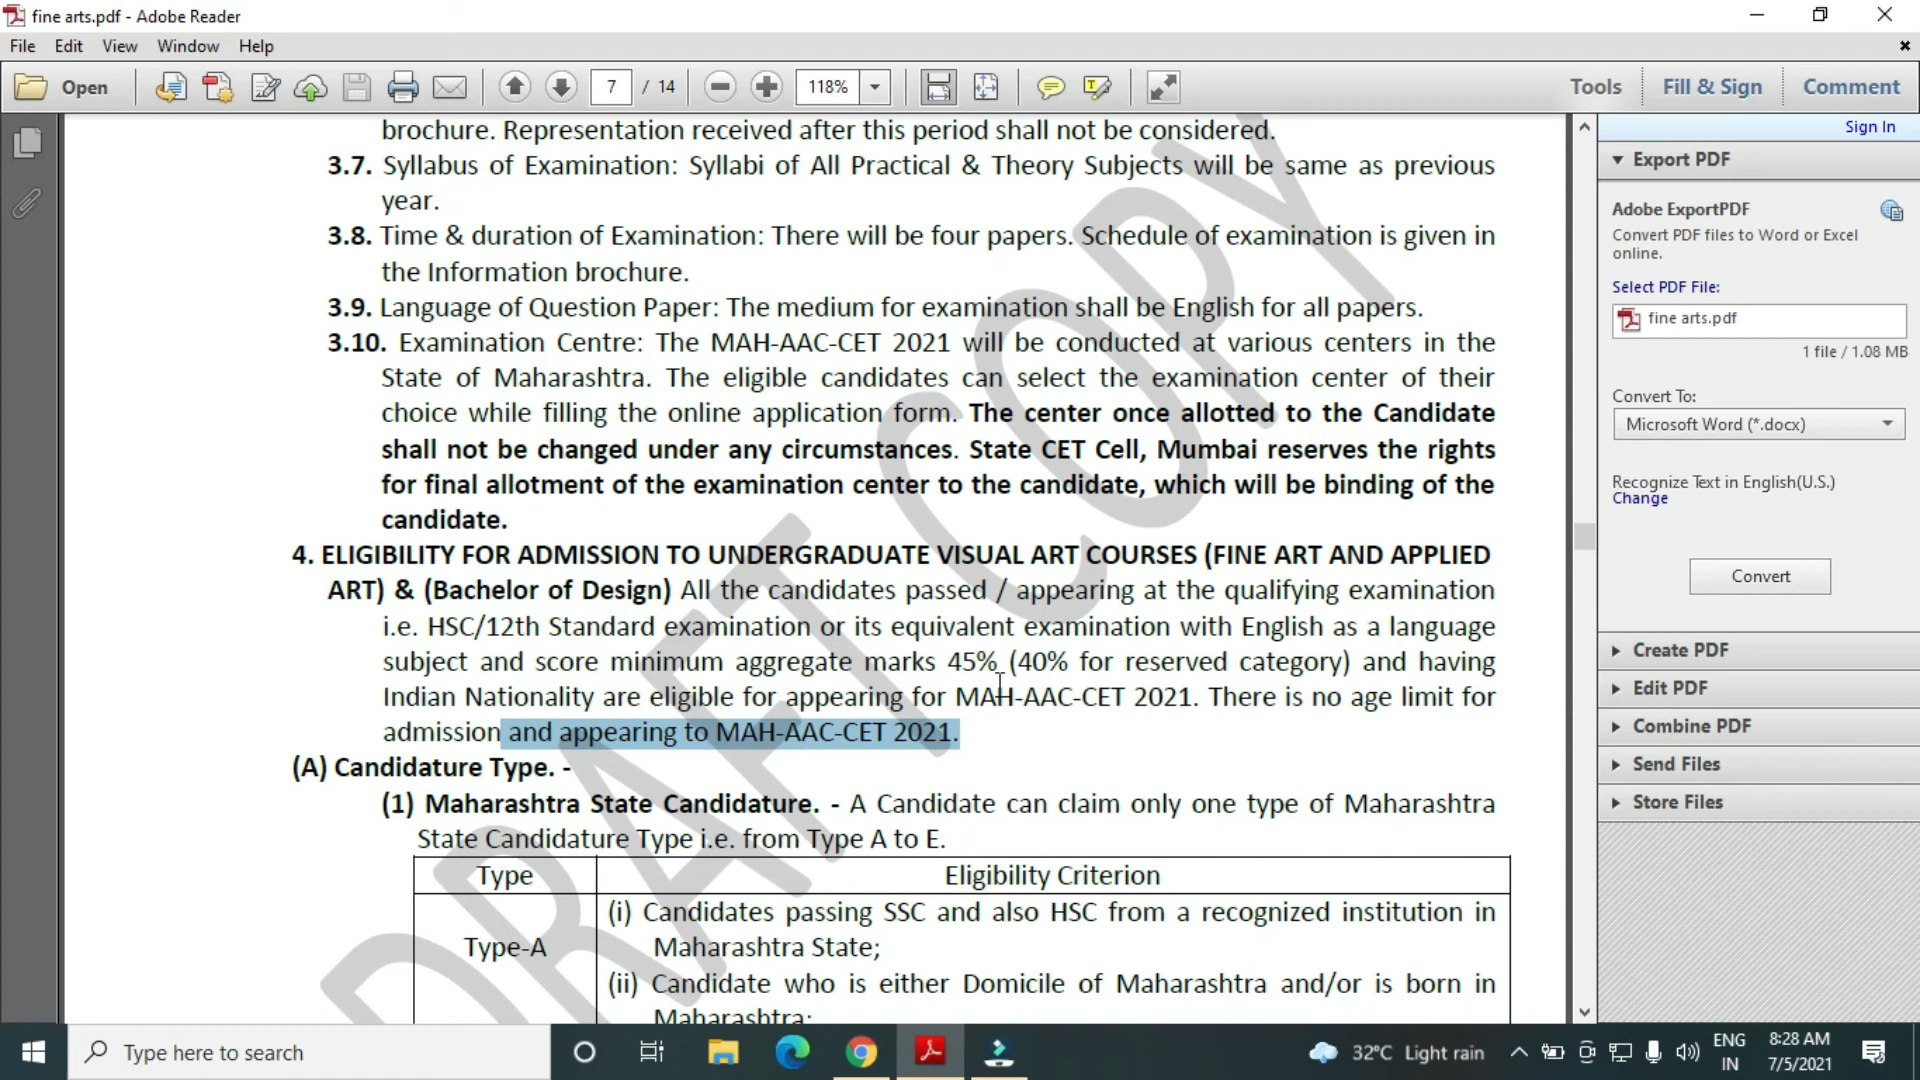 fine arts.pdf - Adobe Reader
File Edit View Window Help
Open 7 / 14 118% Tools Fill & Sign Comment
Sign In
brochure. Representation received after this period shall not be considered.
3.7. Syllabus of Examination: Syllabi of All Practical & Theory Subjects will be same as previous
year.
3.8. Time & duration of Examination: There will be four papers. Schedule of examination is given in
the Information brochure.
3.9. Language of Question Paper: The medium for examination shall be English for all papers.
3.10. Examination Centre: The MAH-AAC-CET 2021 will be conducted at various centers in the
State of Maharashtra. The eligible candidates can select the examination center of their
choice while filling the online application form. The center once allotted to the Candidate
shall not be changed under any circumstances. State CET Cell, Mumbai reserves the rights
for final allotment of the examination center to the candidate, which will be binding of the
candidate.
4. ELIGIBILITY FOR ADMISSION TO UNDERGRADUATE VISUAL ART COURSES (FINE ART AND APPLIED
ART) & (Bachelor of Design) All the candidates passed / appearing at the qualifying examination
i.e. HSC/12th Standard examination or its equivalent examination with English as a language
subject and score minimum aggregate marks 45% (40% for reserved category) and having
Indian Nationality are eligible for appearing for MAH-AAC-CET 2021. There is no age limit for
admission and appearing to MAH-AAC-CET 2021.
(A) Candidature Type. -
(1) Maharashtra State Candidature. - A Candidate can claim only one type of Maharashtra
State Candidature Type i.e. from Type A to E.
Type Eligibility Criterion
Type-A
(i) Candidates passing SSC and also HSC from a recognized institution in
Maharashtra State;
(ii) Candidate who is either Domicile of Maharashtra and/or is born in
Maharashtra;
DRAFT COPY
Export PDF
Adobe ExportPDF
Convert PDF files to Word or Excel
online.
Select PDF File:
fine arts.pdf
1 file / 1.08 MB
Convert To:
Microsoft Word (*.docx)
Recognize Text in English(U.S.)
Change
Convert
Create PDF
Edit PDF
Combine PDF
Send Files
Store Files
Type here to search
32°C Light rain
ENG
IN
8:28 AM
7/5/2021